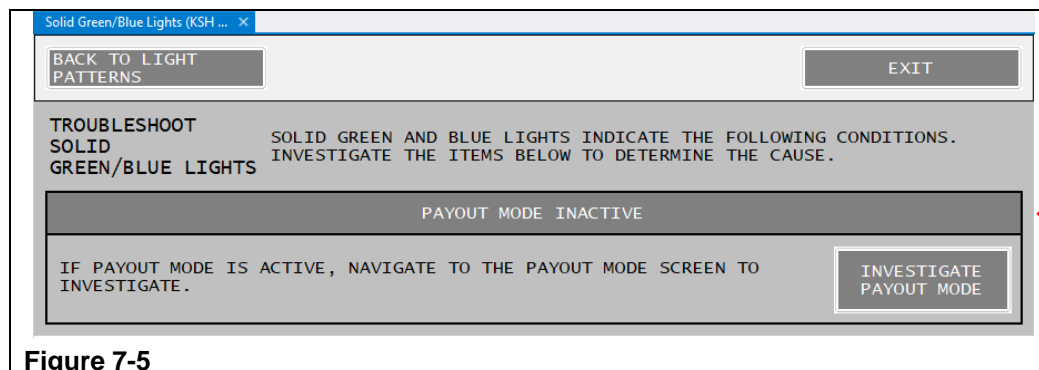 Solid Green/Blue Lights (KSH ... ×
BACK TO LIGHT
PATTERNS
EXIT
TROUBLESHOOT
SOLID
GREEN/BLUE LIGHTS
SOLID GREEN AND BLUE LIGHTS INDICATE THE FOLLOWING CONDITIONS.
INVESTIGATE THE ITEMS BELOW TO DETERMINE THE CAUSE.
PAYOUT MODE INACTIVE
IF PAYOUT MODE IS ACTIVE, NAVIGATE TO THE PAYOUT MODE SCREEN TO
INVESTIGATE.
INVESTIGATE
PAYOUT MODE
Figure 7-5